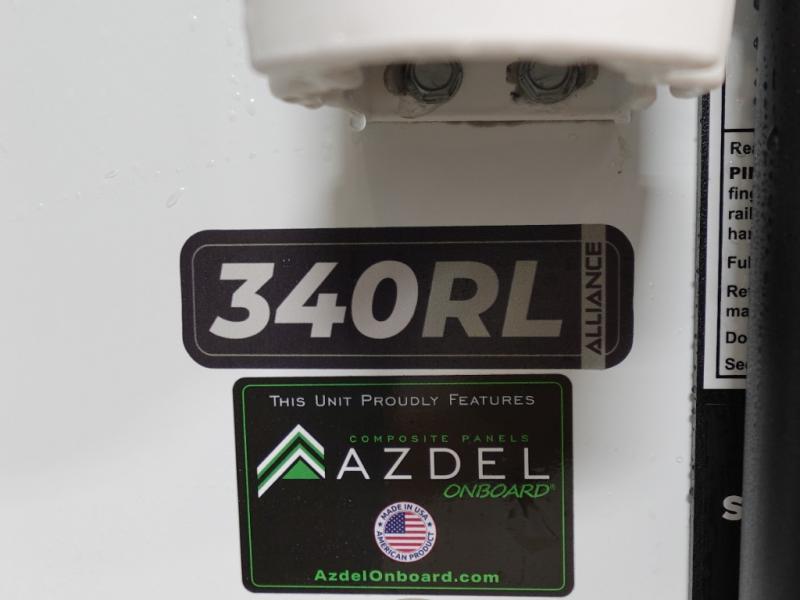 340RL
ALLIANCE
THIS UNIT PROUDLY FEATURES
COMPOSITE PANELS
AZDEL
ONBOARD®
MADE IN USA
AMERICAN PRODUCT
AzdelOnboard.com